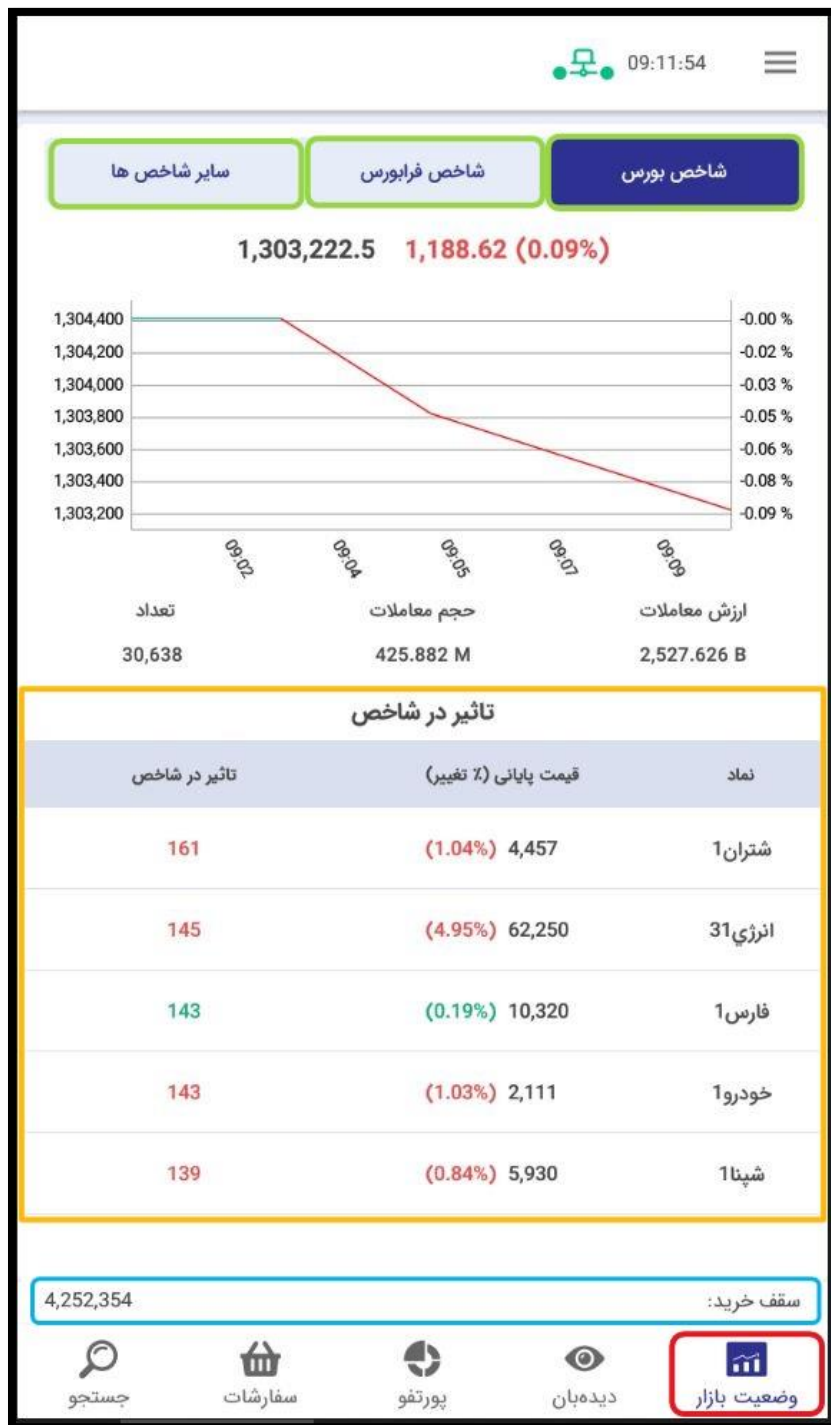 09:11:54
شاخص بورس
شاخص فرابورس
سایر شاخص ها
1,303,222.5 1,188.62 (0.09%)
1,304,400 -0.00 %
1,304,200 -0.02 %
1,304,000 -0.03 %
1,303,800 -0.05 %
1,303,600 -0.06 %
1,303,400 -0.08 %
1,303,200 -0.09 %
09:02 09:04 09:05 09:07 09:09
ارزش معاملات حجم معاملات تعداد
2,527.626 B 425.882 M 30,638
تاثیر در شاخص
نماد قیمت پایانی (٪ تغییر) تاثیر در شاخص
شتران1 4,457 (1.04%) 161
انرژي31 62,250 (4.95%) 145
فارس1 10,320 (0.19%) 143
خودرو1 2,111 (1.03%) 143
شپنا1 5,930 (0.84%) 139
سقف خرید: 4,252,354
وضعیت بازار دیده‌بان پورتفو سفارشات جستجو